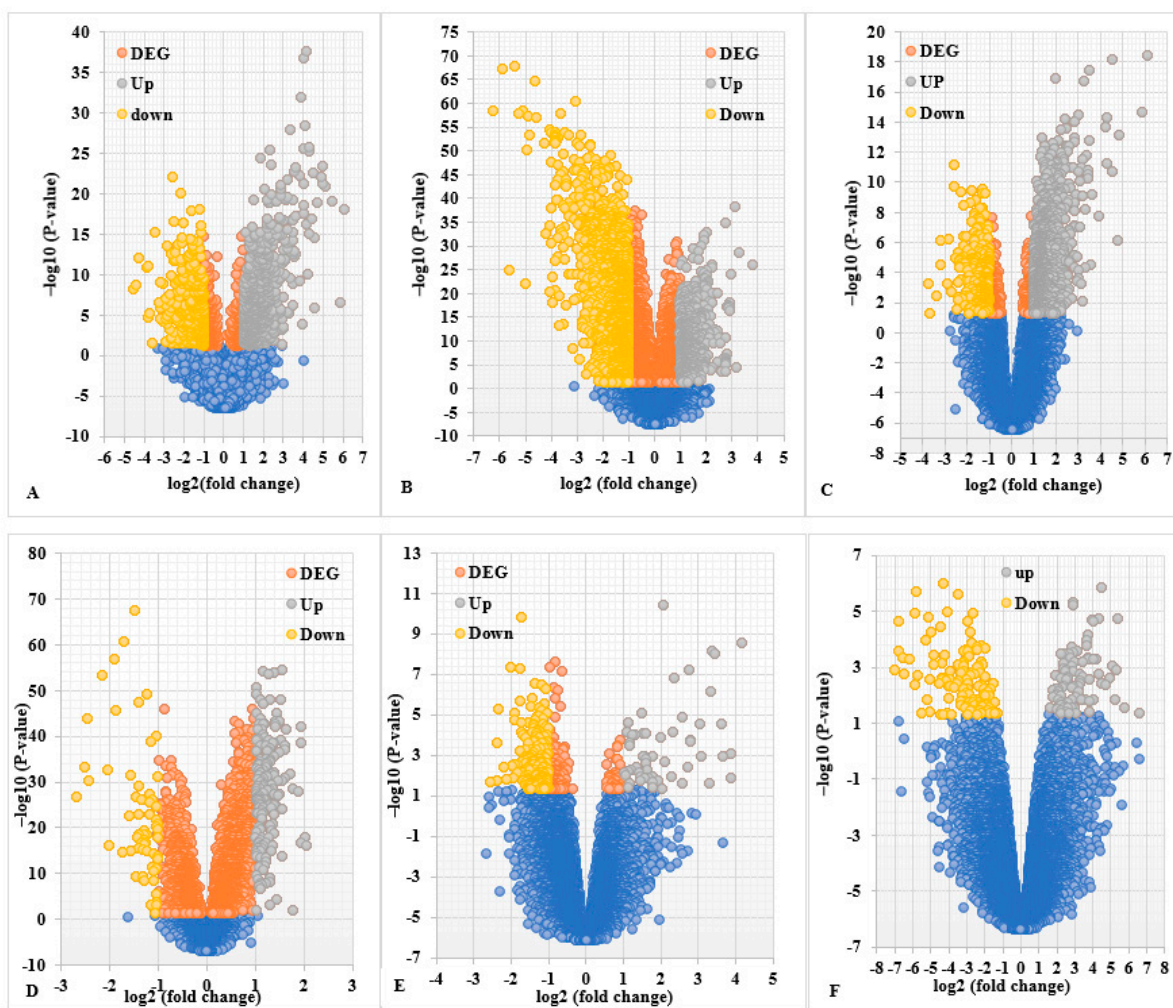 40
35
30
25
20
15
10
5
0
-5
-10
−log10 (P-value)
DEG
Up
down
-6 -5 -4 -3 -2 -1 0 1 2 3 4 5 6 7
A
log2(fold change)
75
70
65
60
55
50
45
40
35
30
25
20
15
10
5
0
-5
-10
−log10 (P-value)
DEG
Up
Down
-7 -6 -5 -4 -3 -2 -1 0 1 2 3 4 5
B
log2 (fold change)
20
18
16
14
12
10
8
6
4
2
0
-2
-4
-6
-8
−log10 (P-value)
DEG
UP
Down
-5 -4 -3 -2 -1 0 1 2 3 4 5 6 7
C
log2 (fold change)
80
70
60
50
40
30
20
10
0
-10
−log10 (P-value)
DEG
Up
Down
-3 -2 -1 0 1 2 3
D
log2 (fold change)
13
11
9
7
5
3
1
-1
-3
-5
-7
−log10 (P-value)
DEG
Up
Down
-4 -3 -2 -1 0 1 2 3 4 5
E
log2 (fold change)
7
5
3
1
-1
-3
-5
-7
−log10 (P-value)
up
Down
-8 -7 -6 -5 -4 -3 -2 -1 0 1 2 3 4 5 6 7 8
log2 (fold change)
F